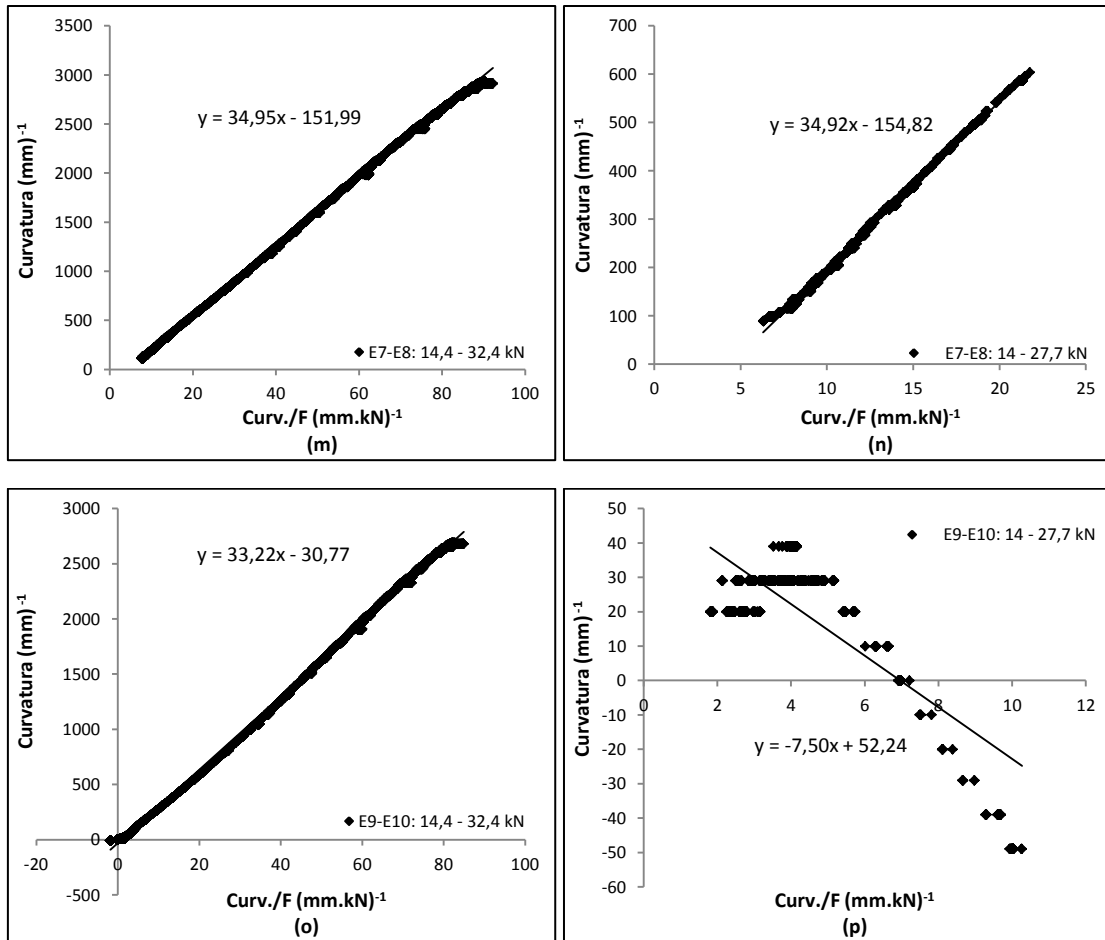 3500
3000
2500
2000
1500
1000
500
0
0 20 40 60 80 100
Curvatura (mm)-1
y = 34,95x - 151,99
E7-E8: 14,4 - 32,4 kN
Curv./F (mm.kN)-1
(m)
700
600
500
400
300
200
100
0
0 5 10 15 20 25
Curvatura (mm)-1
y = 34,92x - 154,82
E7-E8: 14 - 27,7 kN
Curv./F (mm.kN)-1
(n)
3000
2500
2000
1500
1000
500
0
-500
-20 0 20 40 60 80 100
Curvatura (mm)-1
y = 33,22x - 30,77
E9-E10: 14,4 - 32,4 kN
Curv./F (mm.kN)-1
(o)
50
40
30
20
10
0
-10
-20
-30
-40
-50
-60
0 2 4 6 8 10 12
Curvatura (mm)-1
E9-E10: 14 - 27,7 kN
y = -7,50x + 52,24
Curv./F (mm.kN)-1
(p)